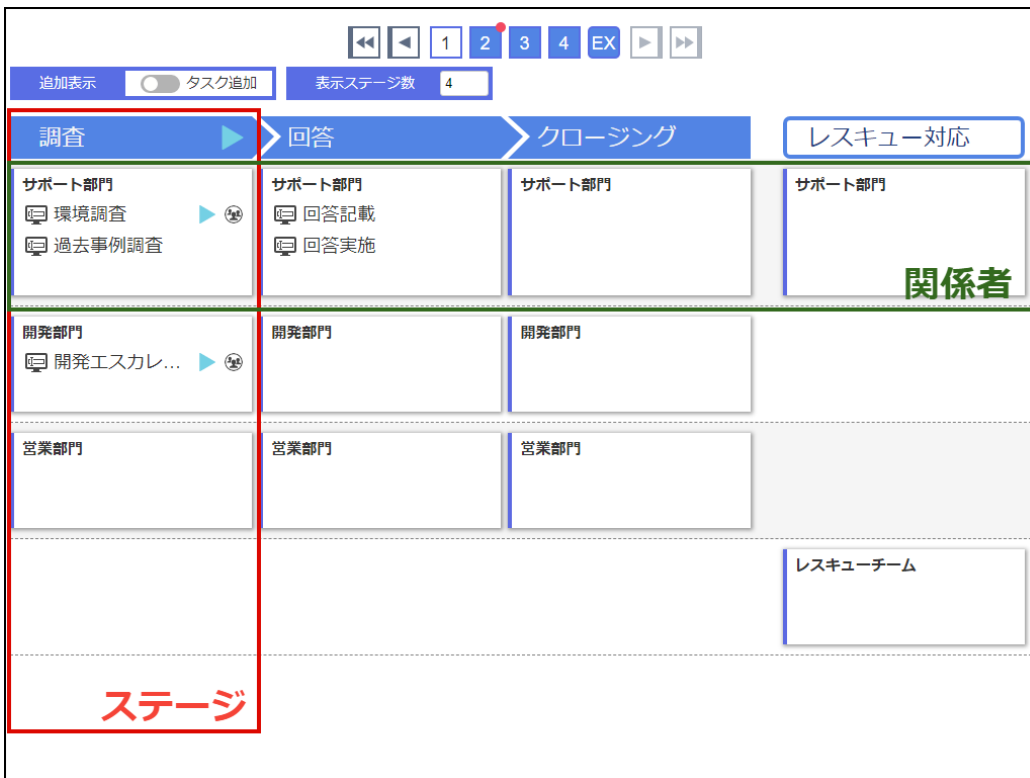 1 2 3 4 EX
追加表示 タスク追加 表示ステージ数 4
調査 回答 クロージング レスキュー対応
サポート部門 サポート部門 サポート部門 サポート部門
環境調査 回答記載
過去事例調査 回答実施
関係者
開発部門 開発部門 開発部門
開発エスカレ...
営業部門 営業部門 営業部門
レスキューチーム
ステージ